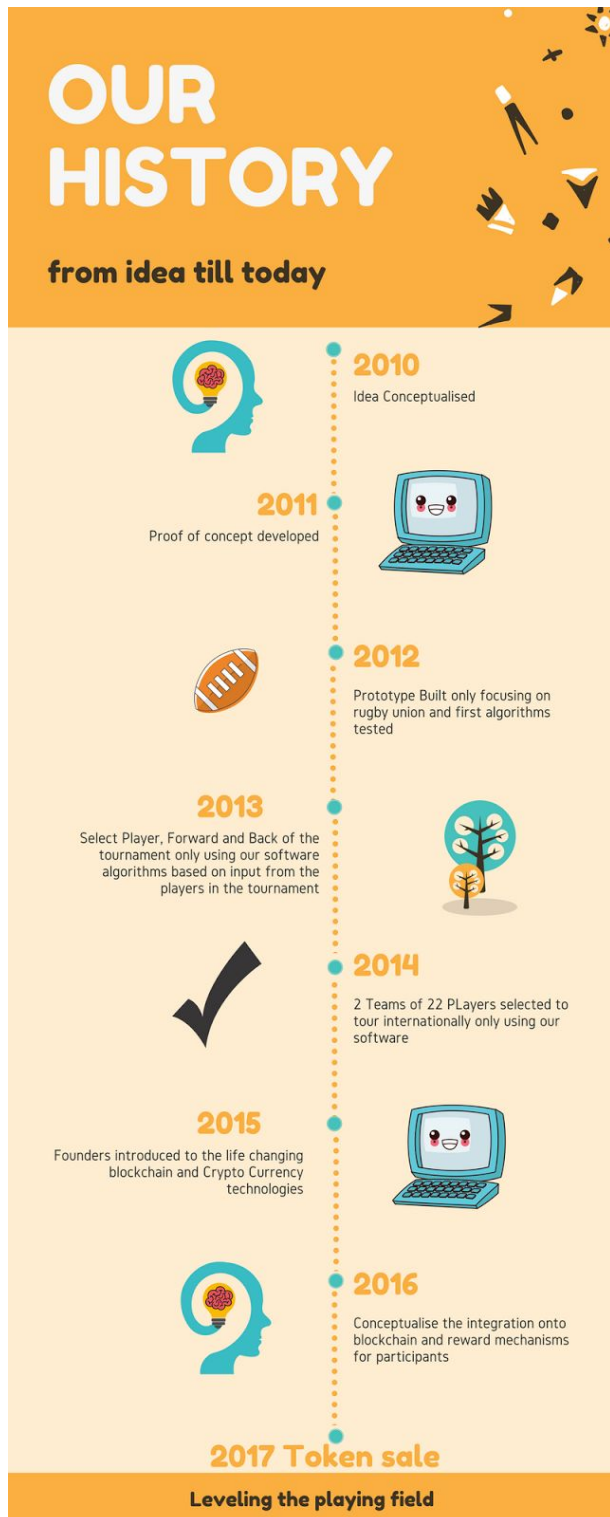 OUR
HISTORY
from idea till today
2010
Idea Conceptualised
2011
Proof of concept developed
2012
Prototype Built only focusing on
rugby union and first algorithms
tested
2013
Select Player, Forward and Back of the
tournament only using our software
algorithms based on input from the
players in the tournament
2014
2 Teams of 22 PLayers selected to
tour internationally only using our
software
2015
Founders introduced to the life changing
blockchain and Crypto Currency
technologies
2016
Conceptualise the integration onto
blockchain and reward mechanisms
for participants
2017 Token sale
Leveling the playing field